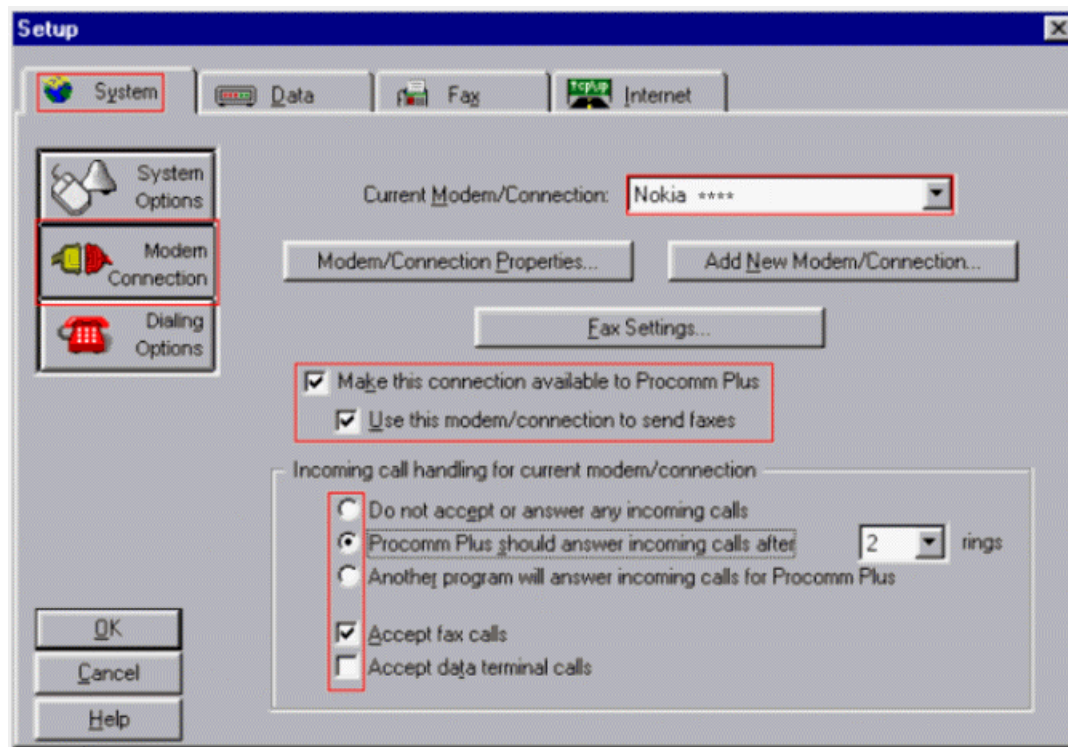 Setup
System
Data
Fax
Tcp/Ip
Internet
System
Options
Current Modem/Connection:
Nokia ****
Modem
Connection
Modem/Connection Properties...
Add New Modem/Connection...
Dialing
Options
Fax Settings...
Make this connection available to Procomm Plus
Use this modem/connection to send faxes
Incoming call handling for current modem/connection
Do not accept or answer any incoming calls
Procomm Plus should answer incoming calls after
2
rings
Another program will answer incoming calls for Procomm Plus
Accept fax calls
Accept data terminal calls
OK
Cancel
Help